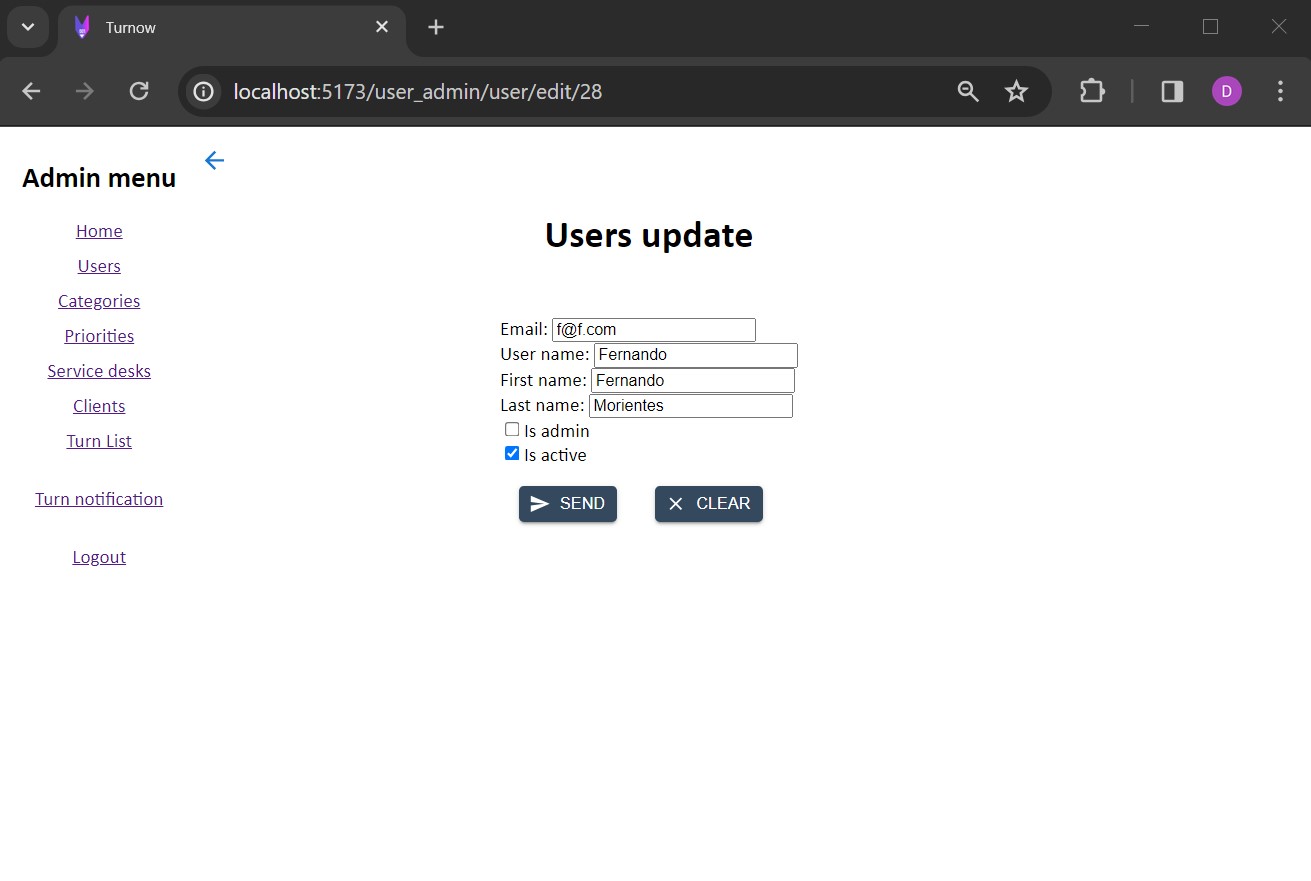 Turnow
localhost:5173/user_admin/user/edit/28
D
Admin menu
Home
Users
Categories
Priorities
Service desks
Clients
Turn List
Turn notification
Logout
Users update
Email: f@f.com
User name: Fernando
First name: Fernando
Last name: Morientes
Is admin
Is active
SEND
CLEAR